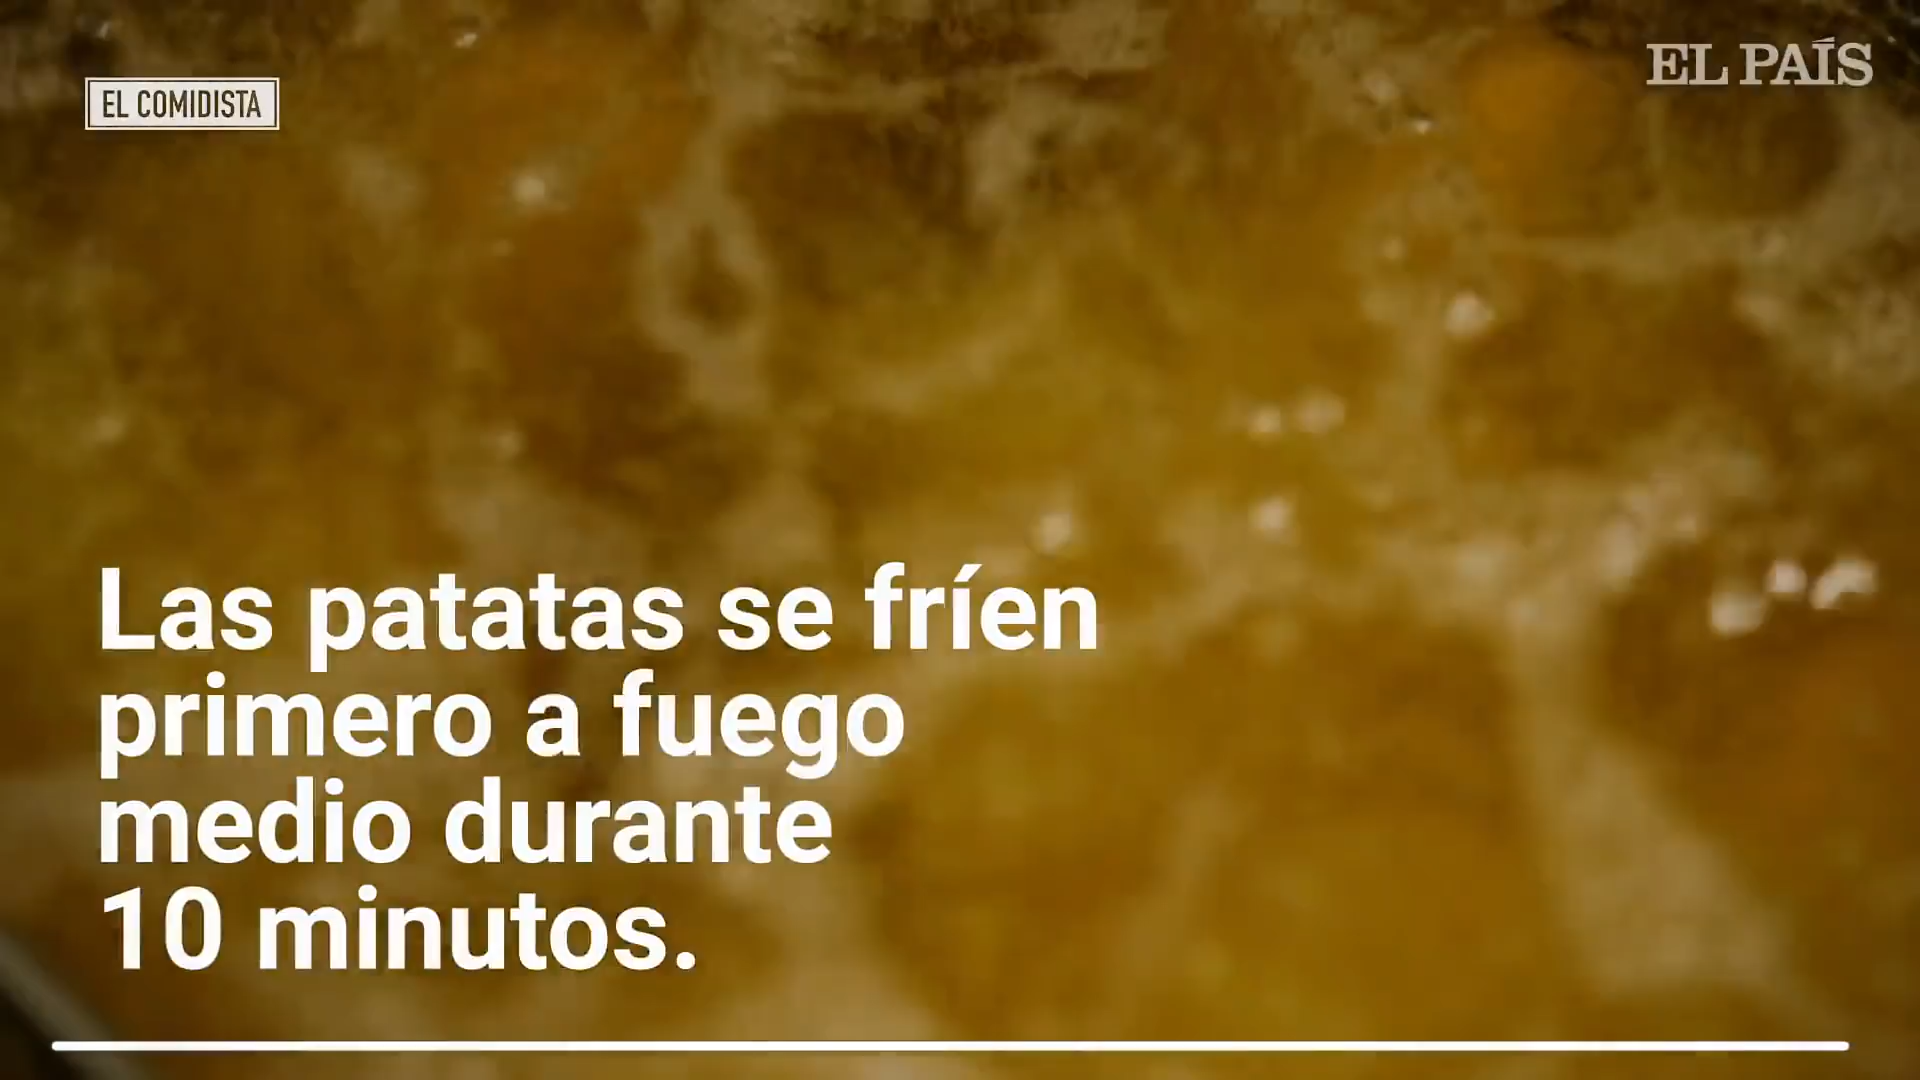 EL COMIDISTA
EL PAÍS
Las patatas se fríen
primero a fuego
medio durante
10 minutos.